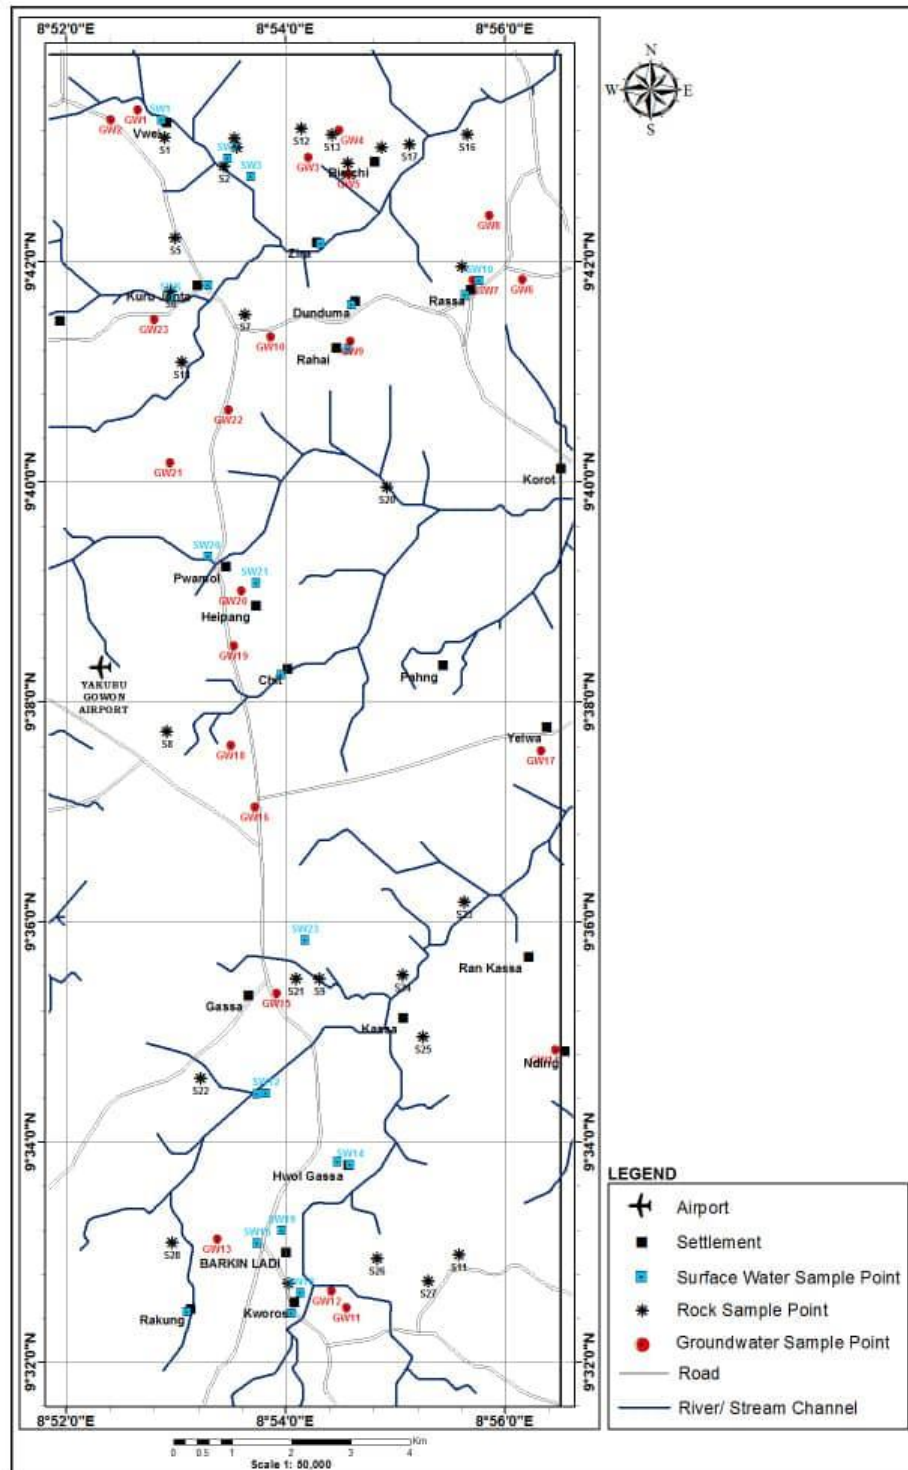 8°52'0"E 8°54'0"E 8°56'0"E
N
W E
S
SW1
GW1
GW2
Vwei
S1
S12
S13
GW4
S17
S16
S2
SW3
GW3
Bisichi
GW5
GW8
S5
9°42'0"N 9°42'0"N
Zira
SW10
Kuru Janta
S6
GW7
GW6
Rassa
Dunduma
GW23
S7
GW10
Rahai
GW9
GW22
GW21
9°40'0"N 9°40'0"N
Korot
S20
SW20
Pwamol
SW21
GW20
Heipang
GW19
Chit
Pahng
YAKUBU
GOWON
AIRPORT
9°38'0"N 9°38'0"N
S8
GW18
Yelwa
GW17
GW16
9°36'0"N 9°36'0"N
S23
SW23
Ran Kassa
S21
S9
S24
Gassa
GW15
Kassa
S25
Nding
S22
SW12
9°34'0"N 9°34'0"N
SW14
Hwol Gassa
S28
GW13
BARKIN LADI
S26
S11
S27
GW12
Kworos
GW11
Rakung
9°32'0"N 9°32'0"N
8°52'0"E 8°54'0"E 8°56'0"E
0 0.5 1 2 3 4 Km
Scale 1: 50,000
LEGEND
Airport
Settlement
Surface Water Sample Point
Rock Sample Point
Groundwater Sample Point
Road
River/ Stream Channel